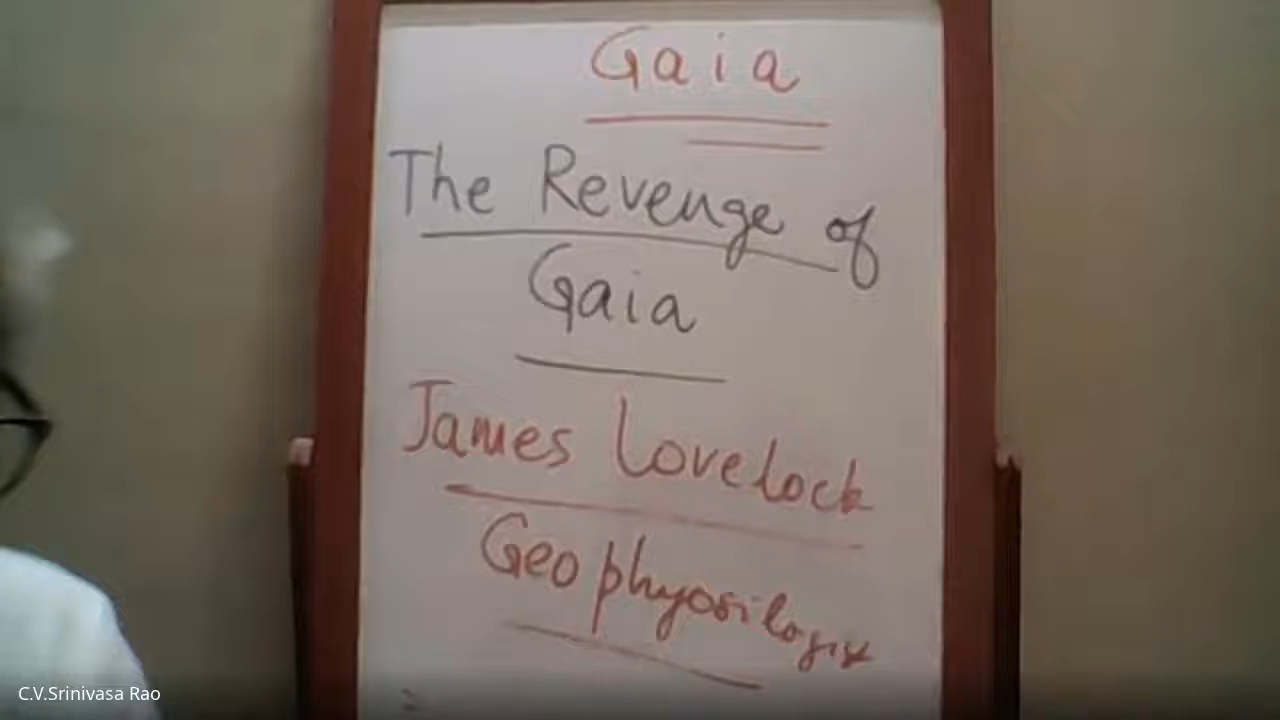 Gaia
The Revenge of
Gaia
James Lovelock
Geophyosilogist
C.V.Srinivasa Rao